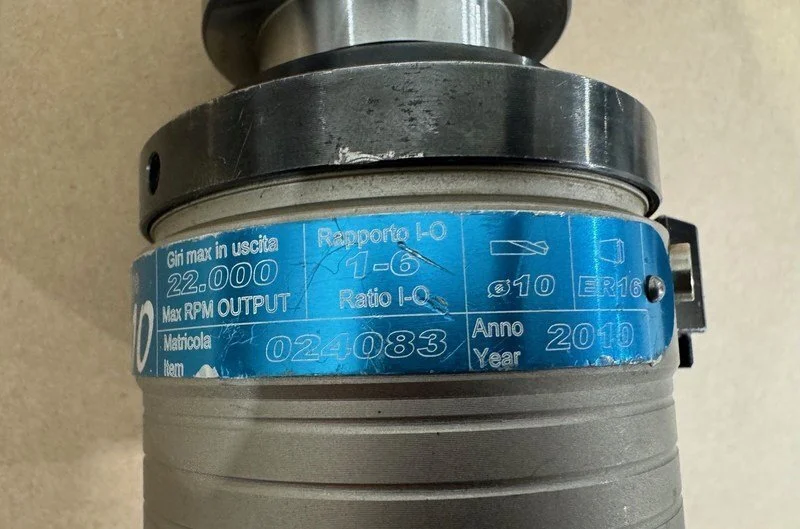 Giri max in uscita
22.000
Max RPM OUTPUT
Rapporto I-O
1-6
Ratio I-O
ø10
ER16
Matricola
Item
024083
Anno
Year
2010